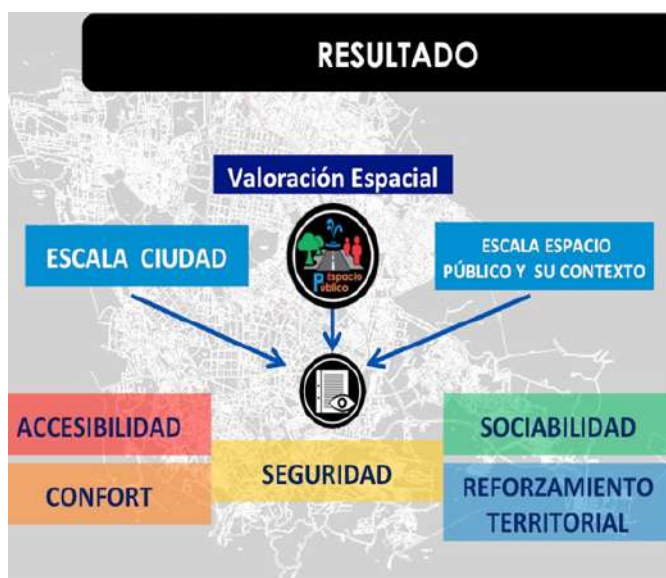 RESULTADO
Valoración Espacial
ESCALA CIUDAD
Espacio
Público
ESCALA ESPACIO
PÚBLICO Y SU CONTEXTO
ACCESIBILIDAD
SOCIABILIDAD
SEGURIDAD
CONFORT
REFORZAMIENTO
TERRITORIAL